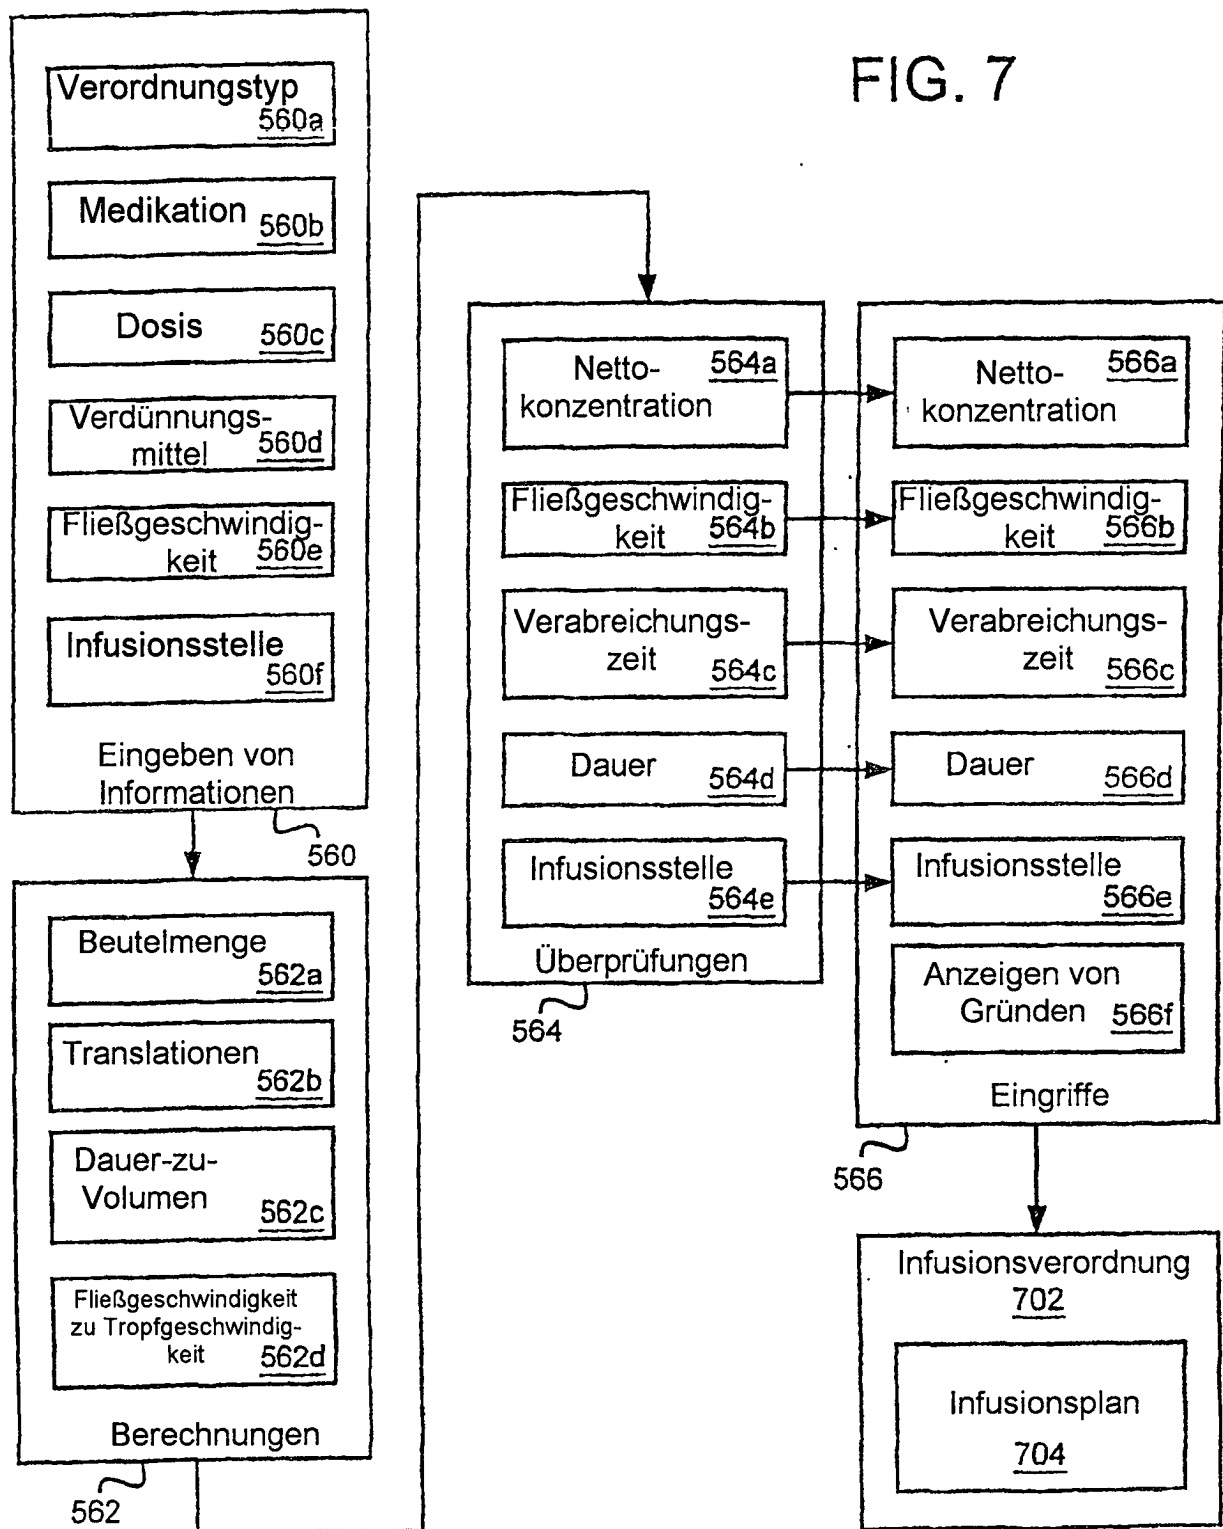 FIG. 7
Verordnungstyp
560a
Medikation
560b
Dosis
560c
Verdünnungs-
mittel
560d
Fließgeschwindig-
keit
560e
Infusionsstelle
560f
Eingeben von
Informationen
560
Beutelmenge
562a
Translationen
562b
Dauer-zu-
Volumen
562c
Fließgeschwindigkeit
zu Tropfgeschwindig-
keit
562d
Berechnungen
562
Netto-
564a
konzentration
Fließgeschwindig-
keit
564b
Verabreichungs-
zeit
564c
Dauer
564d
Infusionsstelle
564e
Überprüfungen
564
Netto-
566a
konzentration
Fließgeschwindig-
keit
566b
Verabreichungs-
zeit
566c
Dauer
566d
Infusionsstelle
566e
Anzeigen von
Gründen
566f
Eingriffe
566
Infusionsverordnung
702
Infusionsplan
704